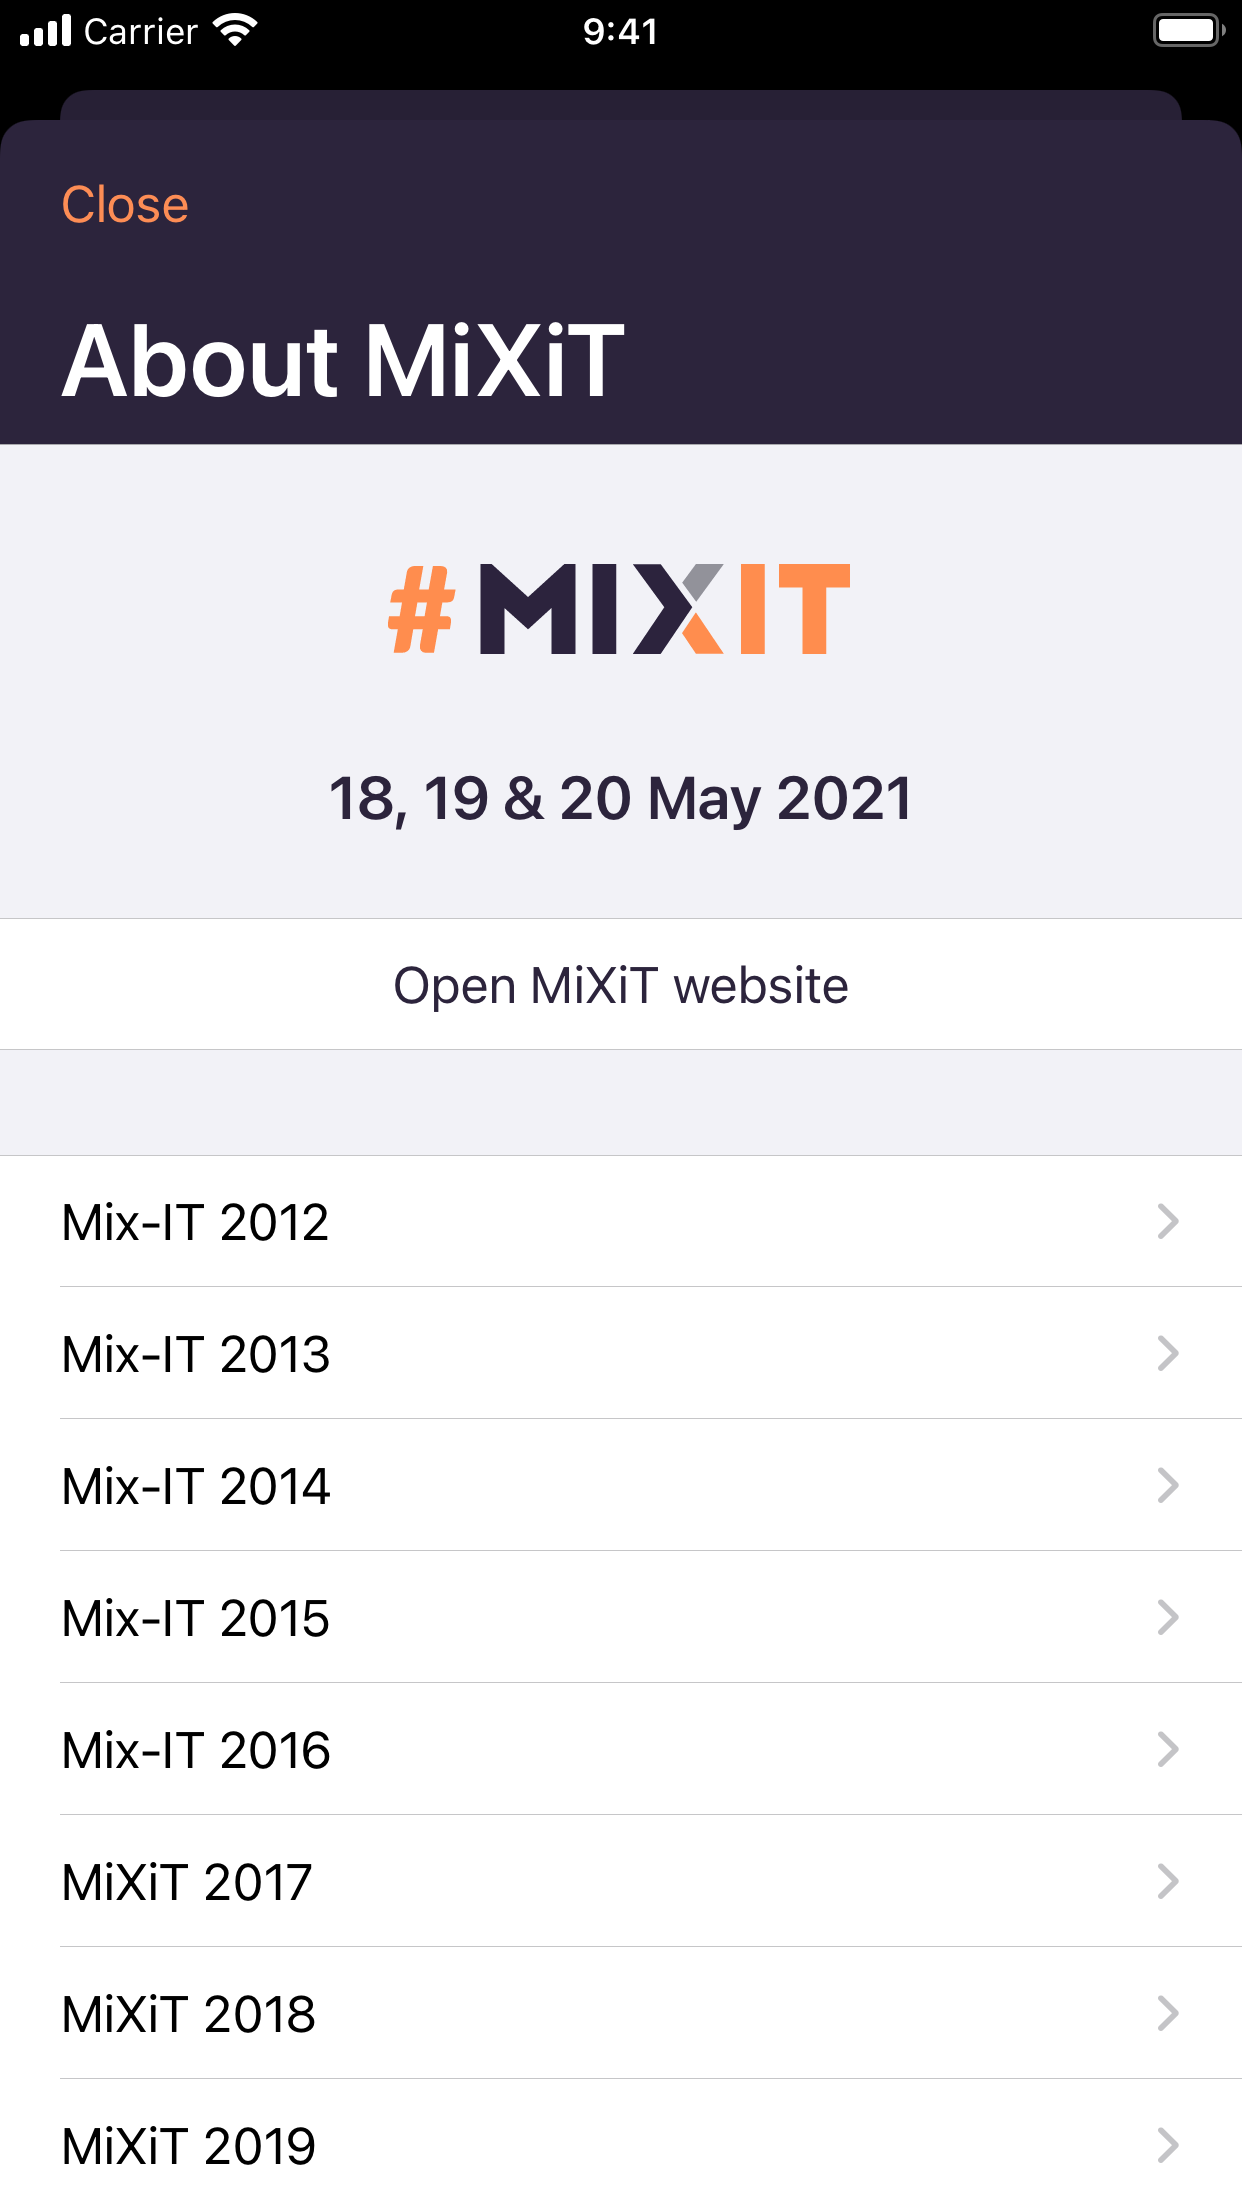 Carrier 9:41
Close
About MiXiT
#MIXIT
18, 19 & 20 May 2021
Open MiXiT website
Mix-IT 2012
Mix-IT 2013
Mix-IT 2014
Mix-IT 2015
Mix-IT 2016
MiXiT 2017
MiXiT 2018
MiXiT 2019